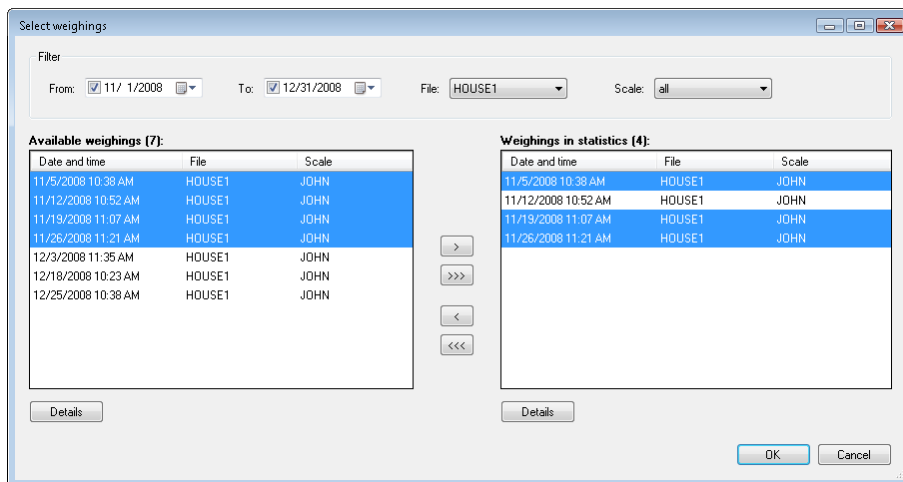 Select weighings
Filter
From: 11/ 1/2008 To: 12/31/2008 File: HOUSE1 Scale: all
Available weighings (7):
Date and time File Scale
11/5/2008 10:38 AM HOUSE1 JOHN
11/12/2008 10:52 AM HOUSE1 JOHN
11/19/2008 11:07 AM HOUSE1 JOHN
11/26/2008 11:21 AM HOUSE1 JOHN
12/3/2008 11:35 AM HOUSE1 JOHN
12/18/2008 10:23 AM HOUSE1 JOHN
12/25/2008 10:38 AM HOUSE1 JOHN
Details
>
>>>
<
<<<
Weighings in statistics (4):
Date and time File Scale
11/5/2008 10:38 AM HOUSE1 JOHN
11/12/2008 10:52 AM HOUSE1 JOHN
11/19/2008 11:07 AM HOUSE1 JOHN
11/26/2008 11:21 AM HOUSE1 JOHN
Details
OK Cancel